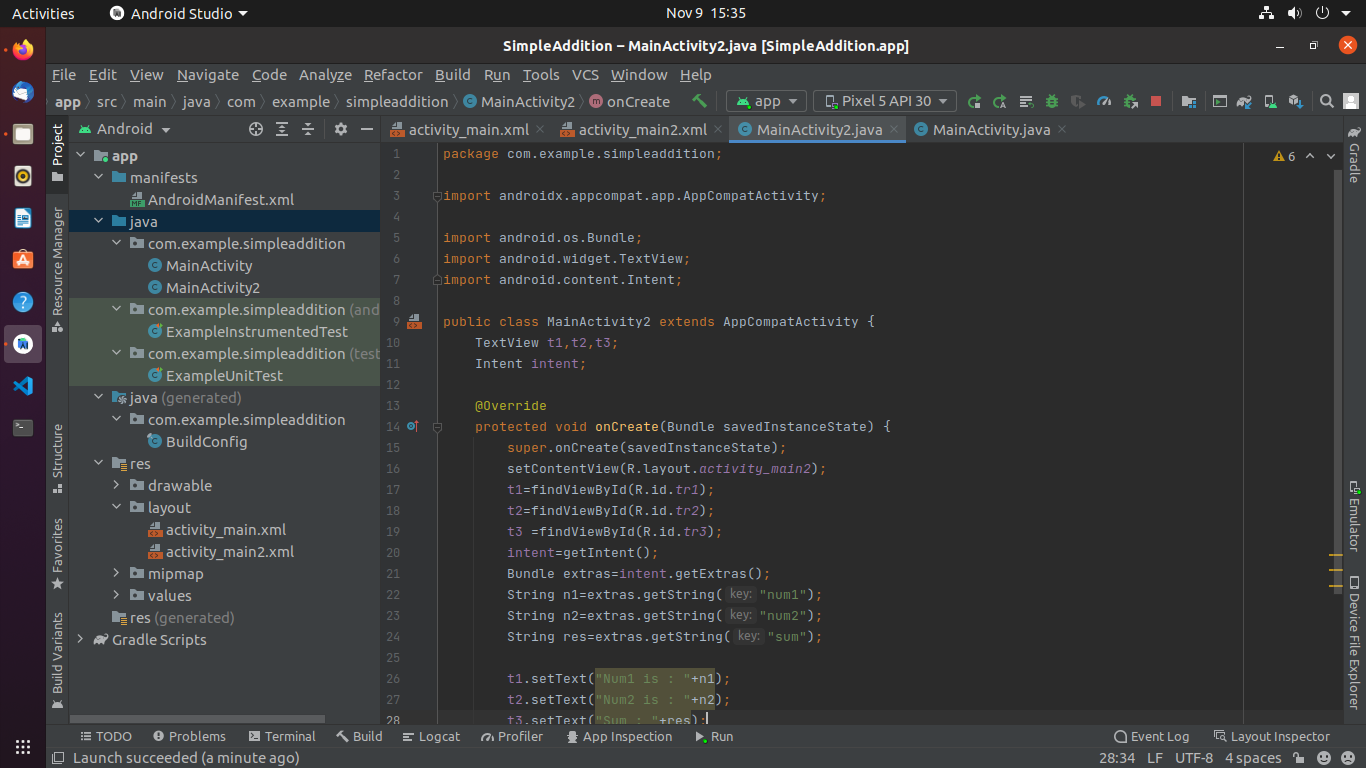 Activities Android Studio Nov 9 15:35
SimpleAddition – MainActivity2.java [SimpleAddition.app]
File Edit View Navigate Code Analyze Refactor Build Run Tools VCS Window Help
app src main java com example simpleaddition MainActivity2 onCreate app Pixel 5 API 30
Android
activity_main.xml activity_main2.xml MainActivity2.java MainActivity.java
Project
Resource Manager
Structure
Favorites
Build Variants
app
manifests
AndroidManifest.xml
java
com.example.simpleaddition
MainActivity
MainActivity2
com.example.simpleaddition (and
ExampleInstrumentedTest
com.example.simpleaddition (test
ExampleUnitTest
java (generated)
com.example.simpleaddition
BuildConfig
res
drawable
layout
activity_main.xml
activity_main2.xml
mipmap
values
res (generated)
Gradle Scripts
6
1 package com.example.simpleaddition;
2
3 import androidx.appcompat.app.AppCompatActivity;
4
5 import android.os.Bundle;
6 import android.widget.TextView;
7 import android.content.Intent;
8
9 public class MainActivity2 extends AppCompatActivity {
10 TextView t1,t2,t3;
11 Intent intent;
12
13 @Override
14 protected void onCreate(Bundle savedInstanceState) {
15 super.onCreate(savedInstanceState);
16 setContentView(R.layout.activity_main2);
17 t1=findViewById(R.id.tr1);
18 t2=findViewById(R.id.tr2);
19 t3 =findViewById(R.id.tr3);
20 intent=getIntent();
21 Bundle extras=intent.getExtras();
22 String n1=extras.getString( key: "num1");
23 String n2=extras.getString( key: "num2");
24 String res=extras.getString( key: "sum");
25
26 t1.setText("Num1 is : "+n1);
27 t2.setText("Num2 is : "+n2);
28 t3.setText("Sum : "+res);
Gradle
Emulator
Device File Explorer
TODO Problems Terminal Build Logcat Profiler App Inspection Run Event Log Layout Inspector
Launch succeeded (a minute ago) 28:34 LF UTF-8 4 spaces